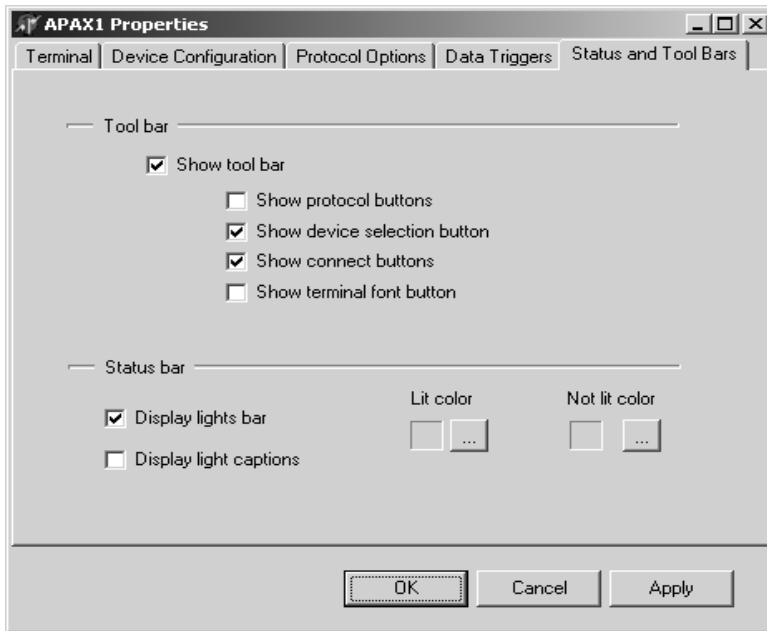 APAX1 Properties
Terminal Device Configuration Protocol Options Data Triggers Status and Tool Bars
Tool bar
Show tool bar
Show protocol buttons
Show device selection button
Show connect buttons
Show terminal font button
Status bar
Lit color Not lit color
Display lights bar
... ...
Display light captions
OK Cancel Apply